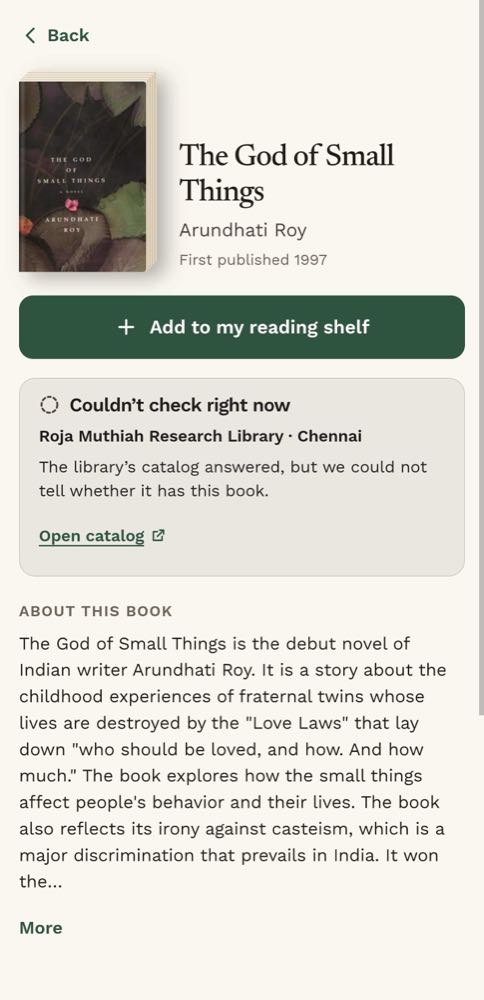 Back
THE GOD
OF
SMALL THINGS
A NOVEL
ARUNDHATI
ROY
The God of Small
Things
Arundhati Roy
First published 1997
+ Add to my reading shelf
Couldn’t check right now
Roja Muthiah Research Library · Chennai
The library’s catalog answered, but we could not
tell whether it has this book.
Open catalog
ABOUT THIS BOOK
The God of Small Things is the debut novel of
Indian writer Arundhati Roy. It is a story about the
childhood experiences of fraternal twins whose
lives are destroyed by the "Love Laws" that lay
down "who should be loved, and how. And how
much." The book explores how the small things
affect people's behavior and their lives. The book
also reflects its irony against casteism, which is a
major discrimination that prevails in India. It won
the...
More